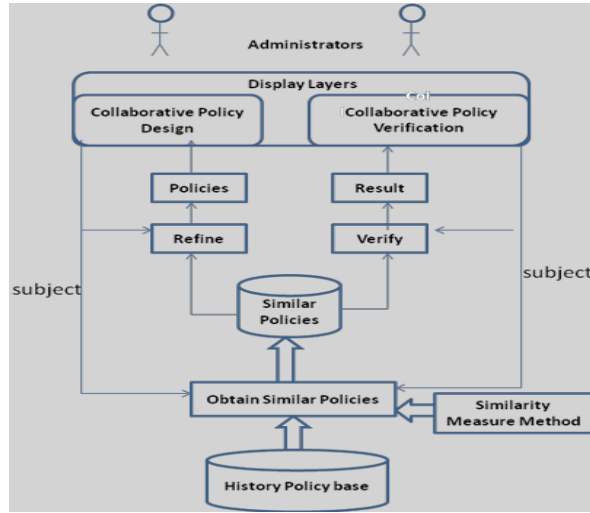 Administrators
Display Layers
Collaborative Policy
Design
Col
Collaborative Policy
Verification
Policies
Result
Refine
Verify
subject
subject
Similar
Policies
Obtain Similar Policies
Similarity
Measure Method
History Policy base